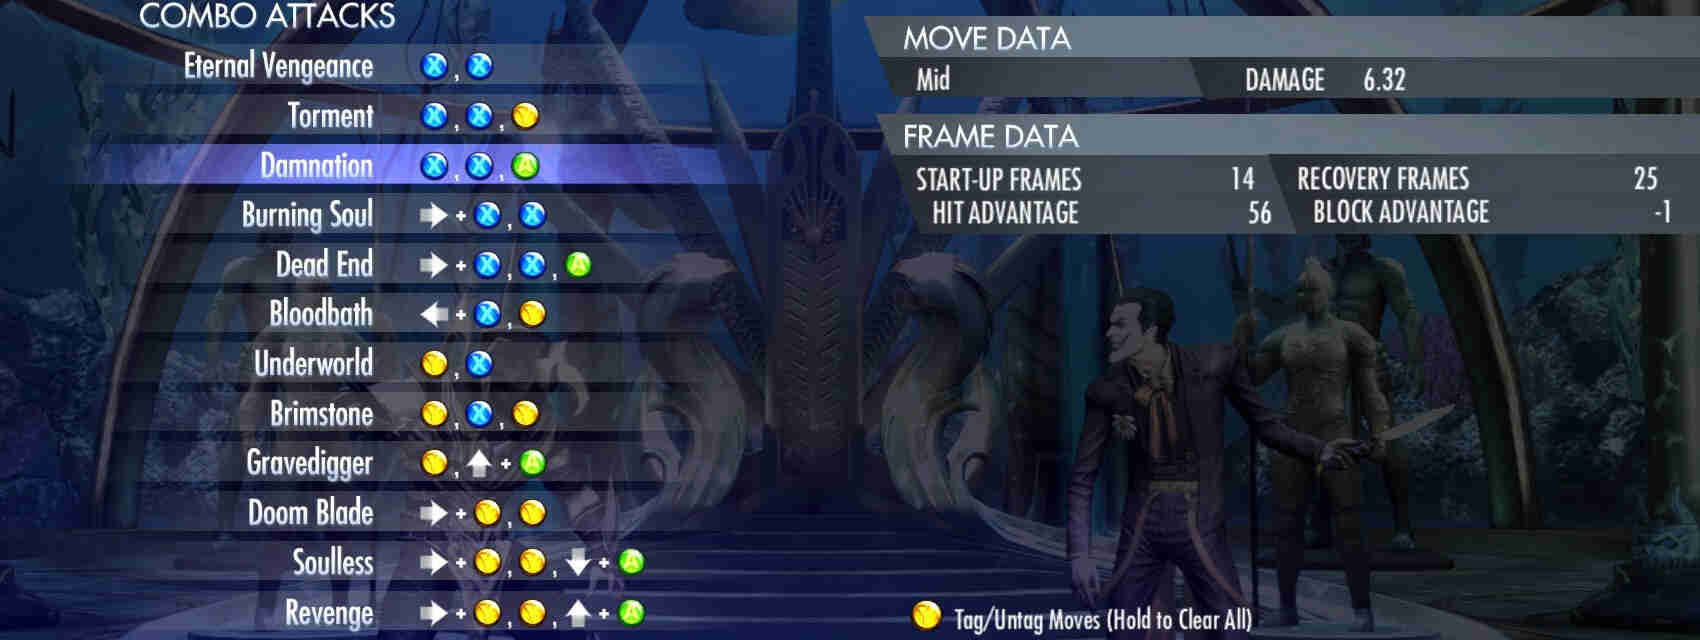 COMBO ATTACKS
Eternal Vengeance X, X
Torment X, X, Y
Damnation X, X, A
Burning Soul + X, X
Dead End + X, X, A
Bloodbath + X, Y
Underworld Y, X
Brimstone Y, X, Y
Gravedigger Y, + A
Doom Blade + Y, Y
Soulless + Y, Y, + A
Revenge + Y, Y, + A
MOVE DATA
Mid DAMAGE 6.32
FRAME DATA
START-UP FRAMES 14 RECOVERY FRAMES 25
HIT ADVANTAGE 56 BLOCK ADVANTAGE -1
Y Tag/Untag Moves (Hold to Clear All)